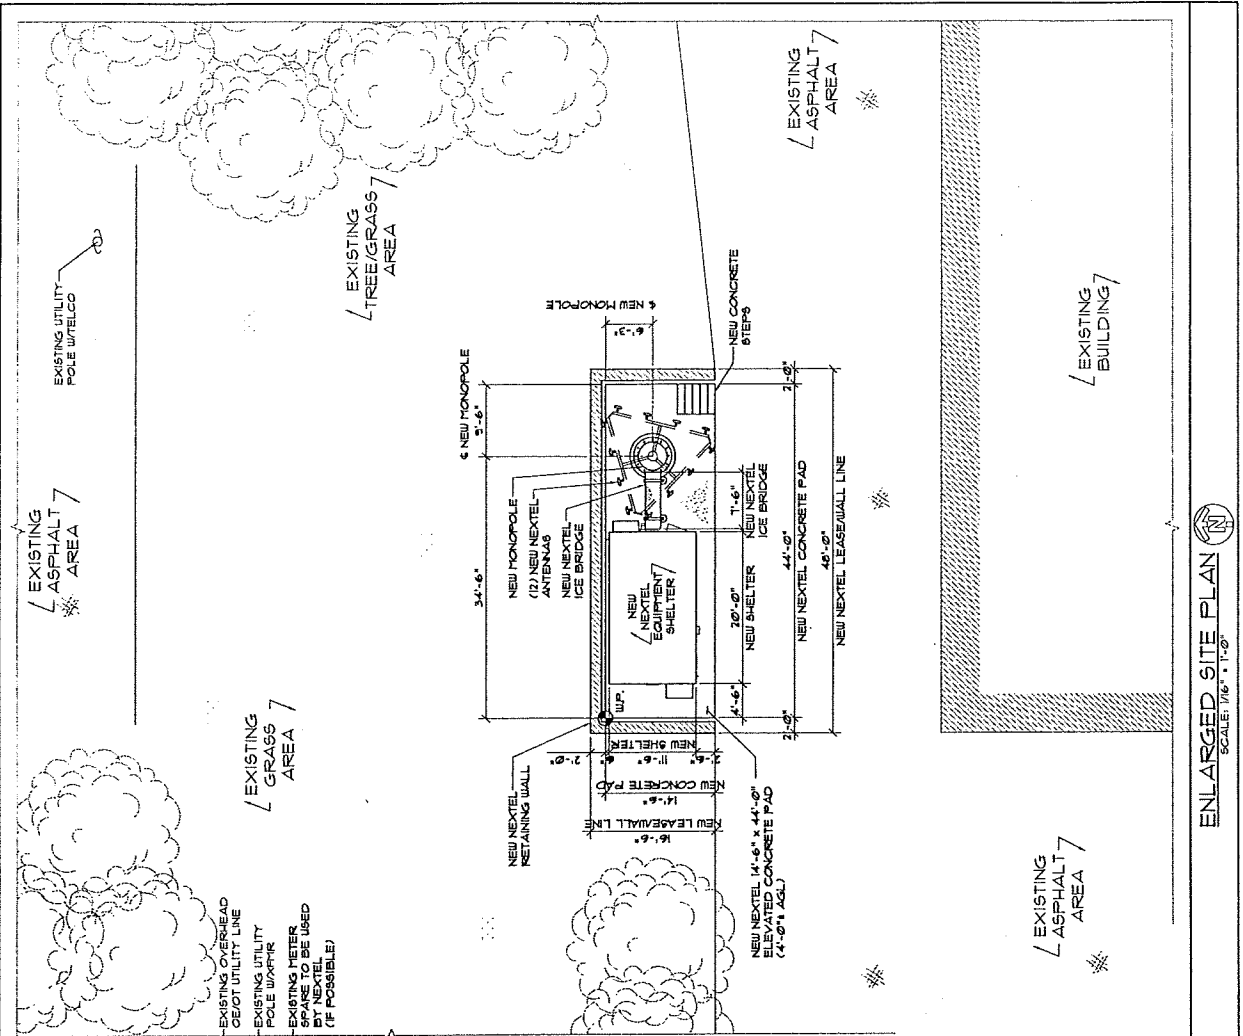 EXISTING UTILITY
POLE W/TELCO
EXISTING
ASPHALT
AREA
EXISTING
TREE/GRASS
AREA
EXISTING
ASPHALT
AREA
EXISTING
GRASS
AREA
EXISTING OVERHEAD
OE/OT UTILITY LINE
EXISTING UTILITY
POLE W/XFMR
EXISTING METER
SPARE TO BE USED
BY NEXTEL
(IF POSSIBLE)
℄ NEW MONOPOLE
9'-6"
34'-6"
℄ NEW MONOPOLE
6'-3"
NEW CONCRETE
STEPS
NEW MONOPOLE
(12) NEW NEXTEL
ANTENNAS
NEW NEXTEL
ICE BRIDGE
NEW
NEXTEL
EQUIPMENT
SHELTER
W.P.
NEW NEXTEL
RETAINING WALL
2'-0"
6"
11'-6"
2'-6"
NEW SHELTER
14'-6"
NEW CONCRETE PAD
16'-6"
NEW LEASE/WALL LINE
4'-6"
20'-0"
NEW SHELTER
7'-6"
NEW NEXTEL
ICE BRIDGE
2'-0"
44'-0"
2'-0"
NEW NEXTEL CONCRETE PAD
48'-0"
NEW NEXTEL LEASE/WALL LINE
NEW NEXTEL 14'-6" x 44'-0"
ELEVATED CONCRETE PAD
(4'-0"± AGL)
EXISTING
BUILDING
EXISTING
ASPHALT
AREA
ENLARGED SITE PLAN
SCALE: 1/16" = 1'-0"
N